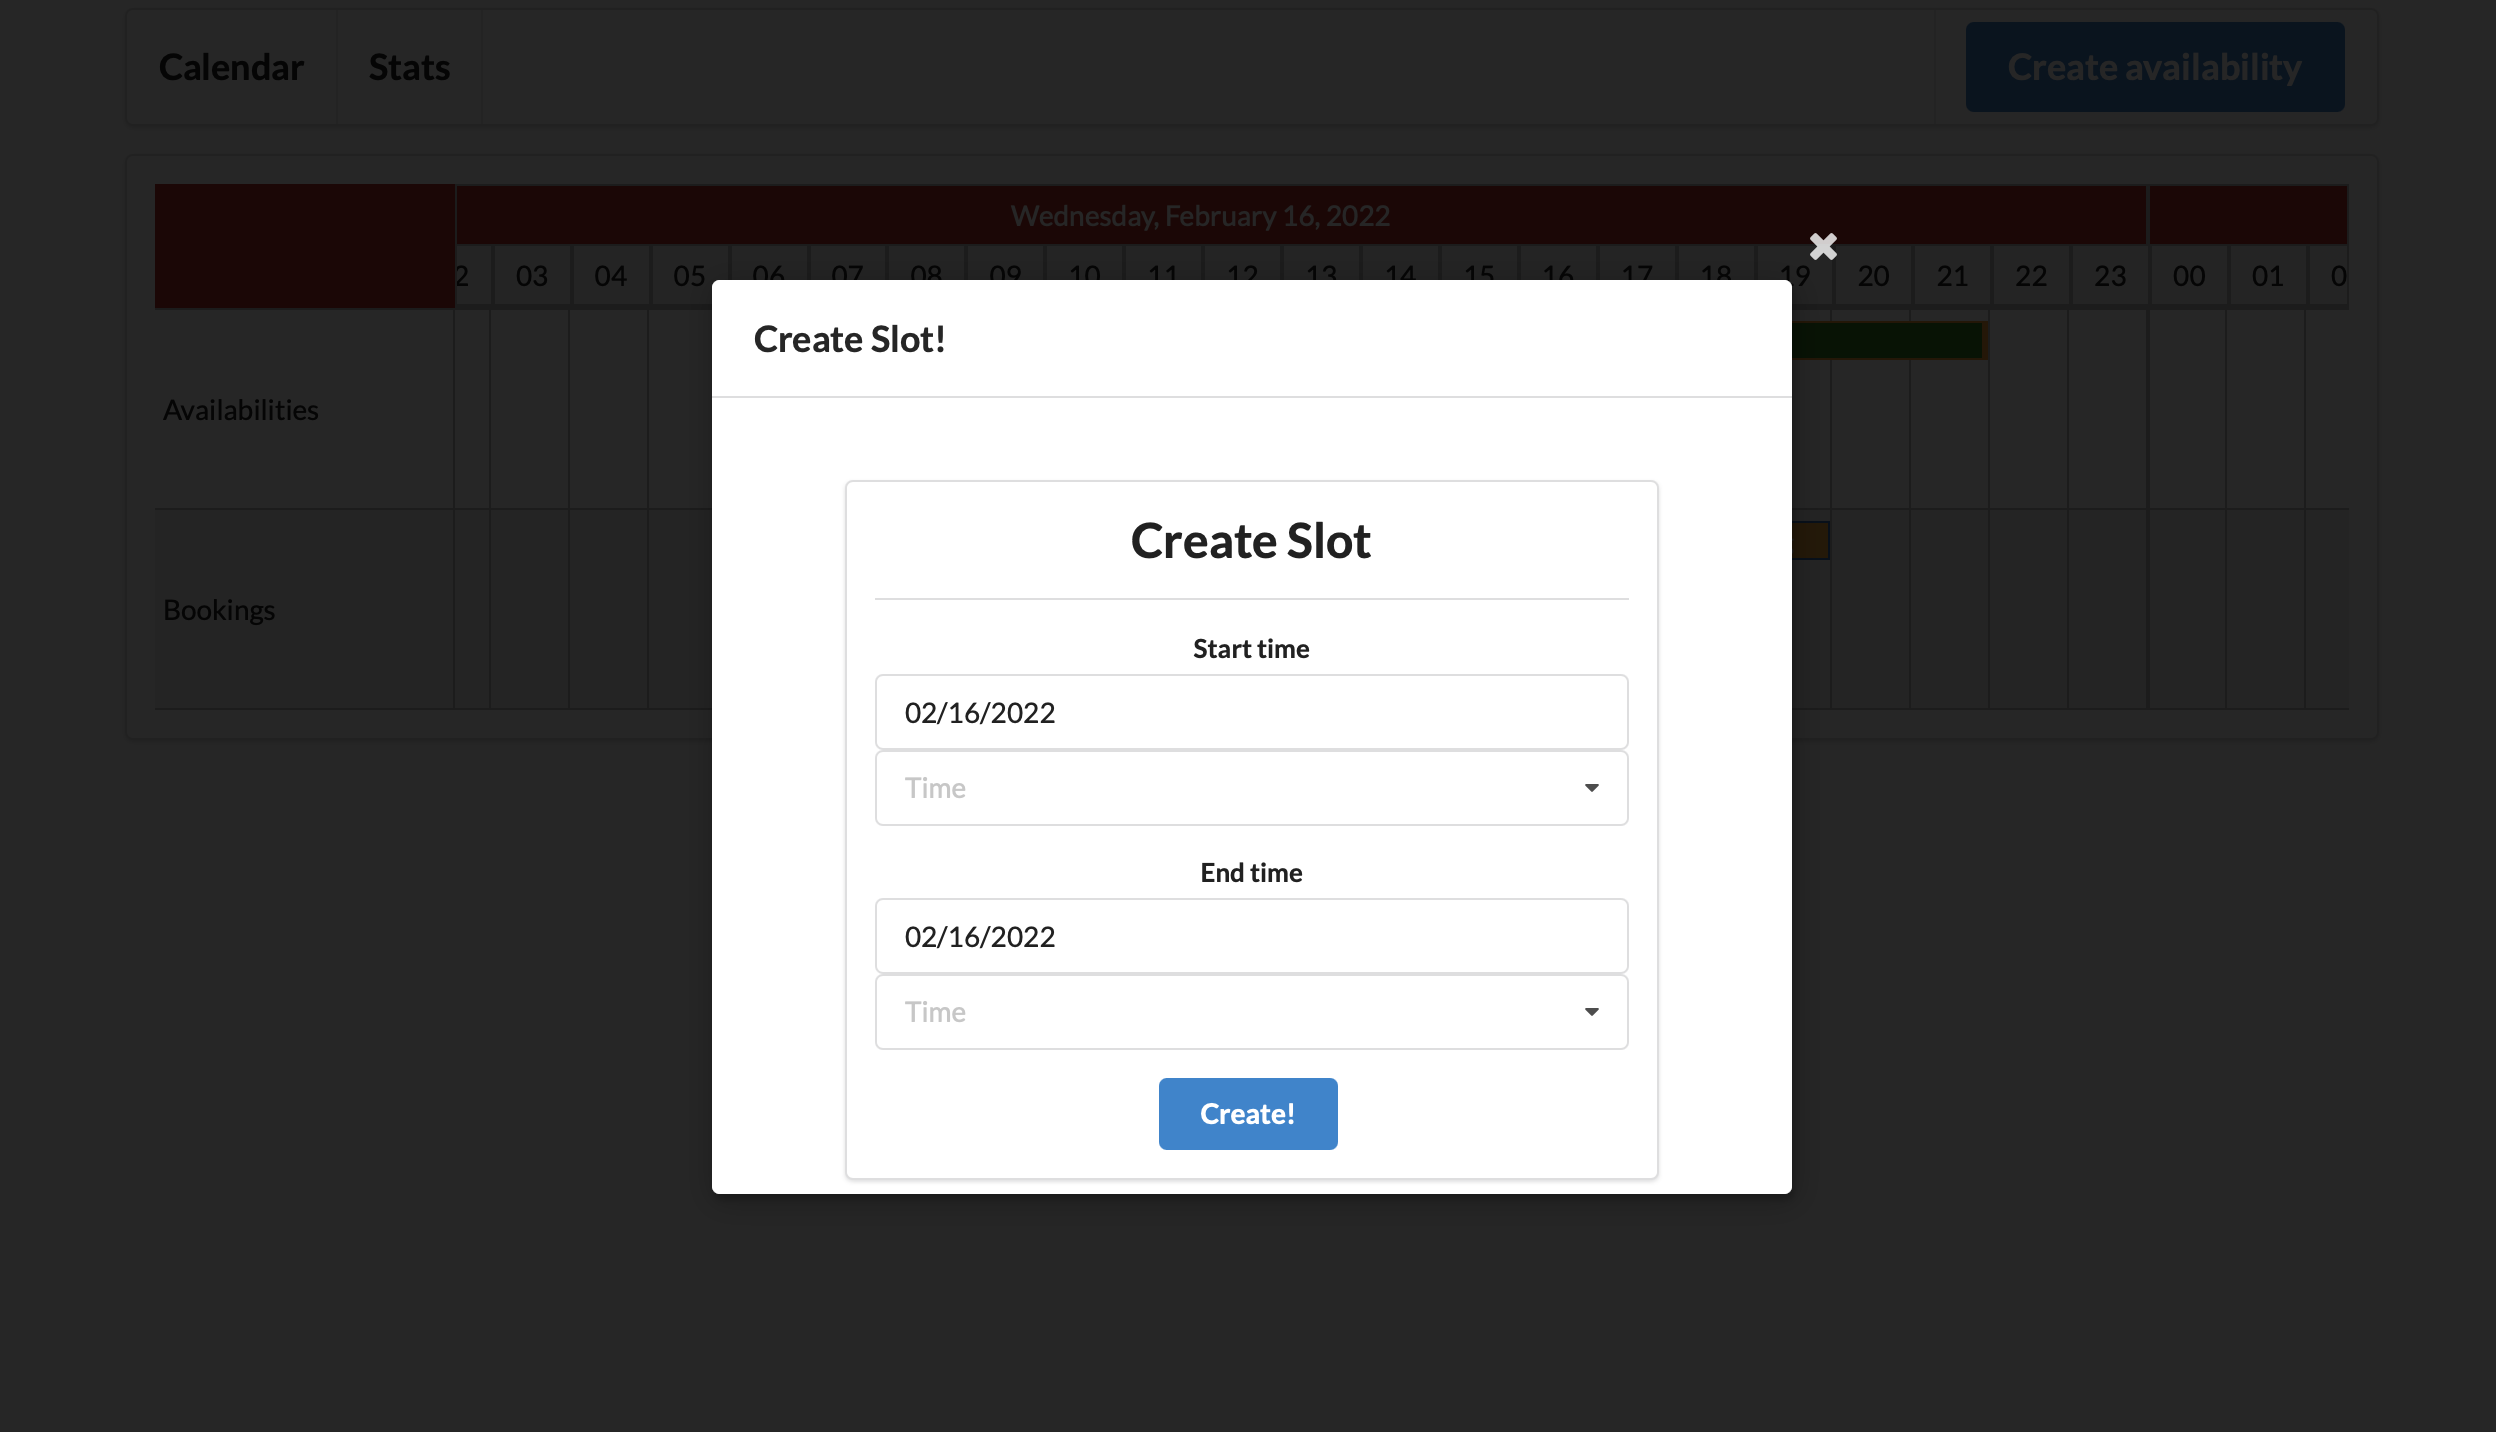 Calendar Stats Create availability
Wednesday, February 16, 2022
2 03 04 05 06 07 08 09 10 11 12 13 14 15 16 17 18 19 20 21 22 23 00 01 0
Create Slot!
Availabilities
Create Slot
Bookings
Start time
02/16/2022
Time
End time
02/16/2022
Time
Create!